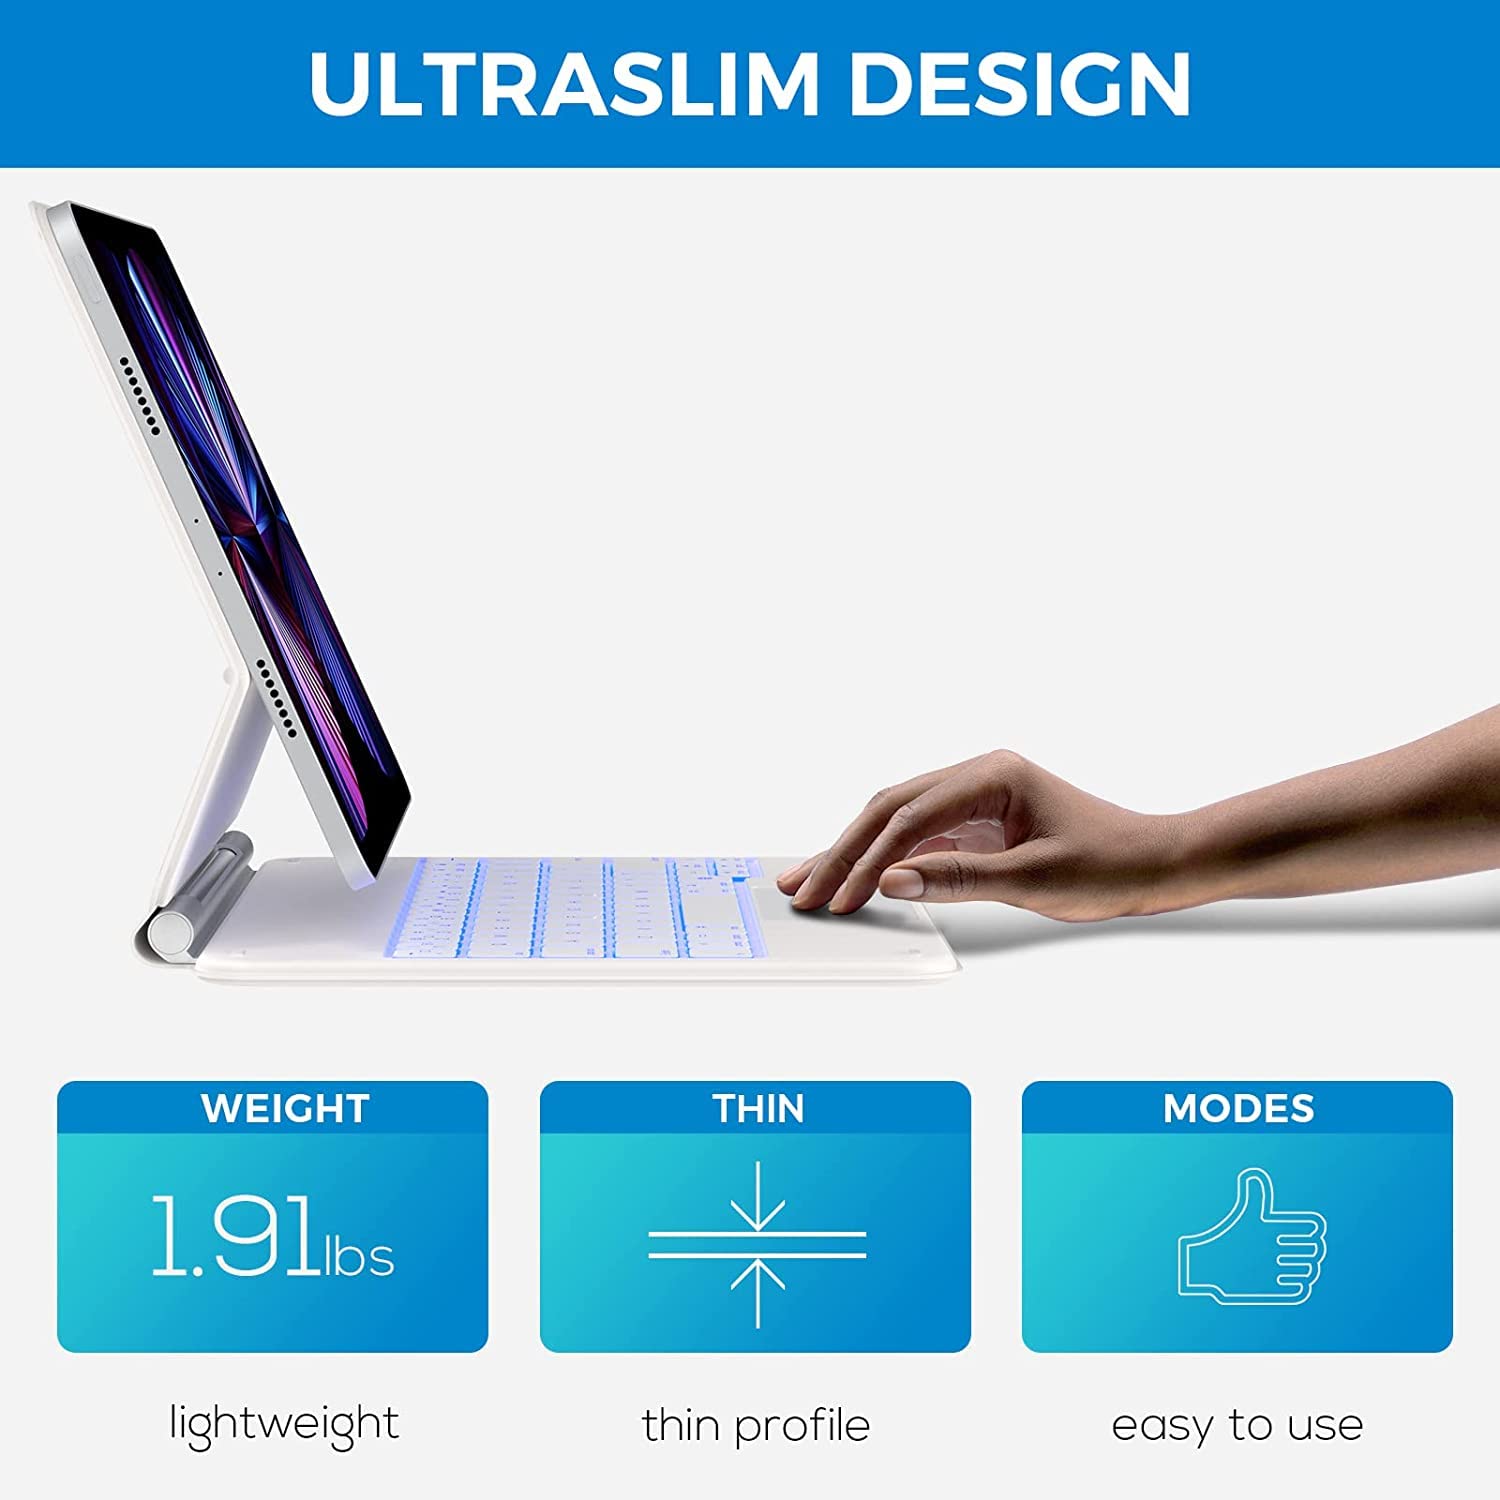 ULTRASLIM DESIGN
WEIGHT
1.91lbs
lightweight
THIN
thin profile
MODES
easy to use